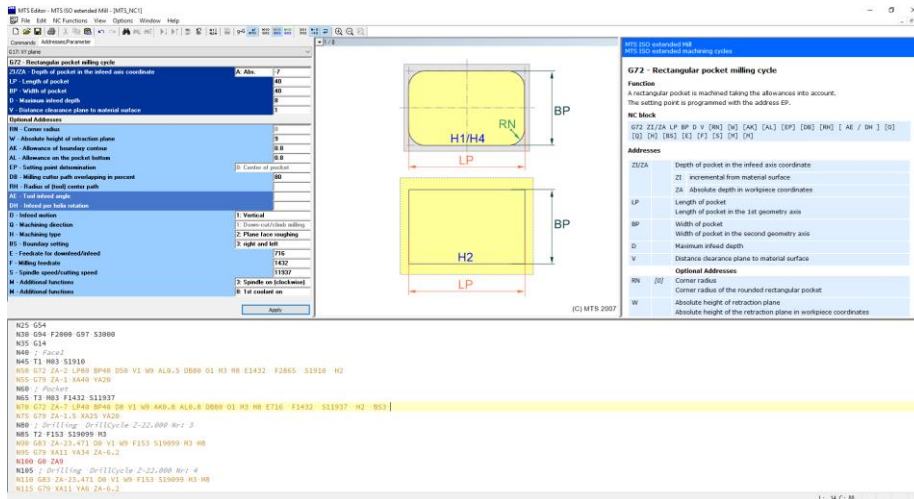 MTS Editor - MTS ISO extended Mill - [MTS_NC1]
File Edit NC Functions View Options Window Help
Commands Addresses/Parameter
1 / 8
G17: XY plane
G72 - Rectangular pocket milling cycle
ZI/ZA - Depth of pocket in the infeed axis coordinate A: Abs. -7
LP - Length of pocket 40
BP - Width of pocket 40
D - Maximum infeed depth 8
V - Distance clearance plane to material surface 1
Optional Addresses
RN - Corner radius 0
W - Absolute height of retraction plane 9
AK - Allowance of boundary contour 0.8
AL - Allowance on the pocket bottom 0.8
EP - Setting point determination 0: Center of pocket
DB - Milling cutter path overlapping in percent 80
RH - Radius of (tool) center path
AE - Tool infeed angle
DH - Infeed per helix rotation
O - Infeed motion 1: Vertical
Q - Machining direction 1: Down-cut/climb milling
H - Machining type 2: Plane face roughing
BS - Boundary setting 3: right and left
E - Feedrate for downfeed/infeed 716
F - Milling feedrate 1432
S - Spindle speed/cutting speed 11937
M - Additional functions 3: Spindle on (clockwise)
M - Additional functions 8: 1st coolant on
Apply
BP
RN
H1/H4
LP
BP
H2
LP
(C) MTS 2007
MTS ISO extended Mill
MTS ISO extended machining cycles
G72 - Rectangular pocket milling cycle
Function
A rectangular pocket is machined taking the allowances into account.
The setting point is programmed with the address EP.
NC block
G72 ZI/ZA LP BP D V [RN] [W] [AK] [AL] [EP] [DB] [RH] [ AE / DH ] [O]
[Q] [H] [BS] [E] [F] [S] [M] [M]
Addresses
ZI/ZA Depth of pocket in the infeed axis coordinate
ZI incremental from material surface
ZA Absolute depth in workpiece coordinates
LP Length of pocket
Length of pocket in the 1st geometry axis
BP Width of pocket
Width of pocket in the second geometry axis
D Maximum infeed depth
V Distance clearance plane to material surface
Optional Addresses
RN [0] Corner radius
Corner radius of the rounded rectangular pocket
W Absolute height of retraction plane
Absolute height of the retraction plane in workpiece coordinates
N25 G54
N30 G94 F2000 G97 S3000
N35 G14
N40 ; Face1
N45 T1 M03 S1910
N50 G72 ZA-2 LP80 BP40 D50 V1 W9 AL0.5 DB80 O1 M3 M8 E1432 F2865 S1910 H2
N55 G79 ZA-1 XA40 YA20
N60 ; Pocket
N65 T3 M03 F1432 S11937
N70 G72 ZA-7 LP40 BP40 D8 V1 W9 AK0.8 AL0.8 DB80 O1 M3 M8 E716 F1432 S11937 H2 BS3
N75 G79 ZA-1.5 XA25 YA20
N80 ; Drilling DrillCycle Z-22.000 Nr: 3
N85 T2 F153 S19099 M3
N90 G83 ZA-23.471 D8 V1 W9 F153 S19099 M3 M8
N95 G79 XA11 YA34 ZA-6.2
N100 G0 ZA9
N105 ; Drilling DrillCycle Z-22.000 Nr: 4
N110 G83 ZA-23.471 D8 V1 W9 F153 S19099 M3 M8
N115 G79 XA11 YA6 ZA-6.2